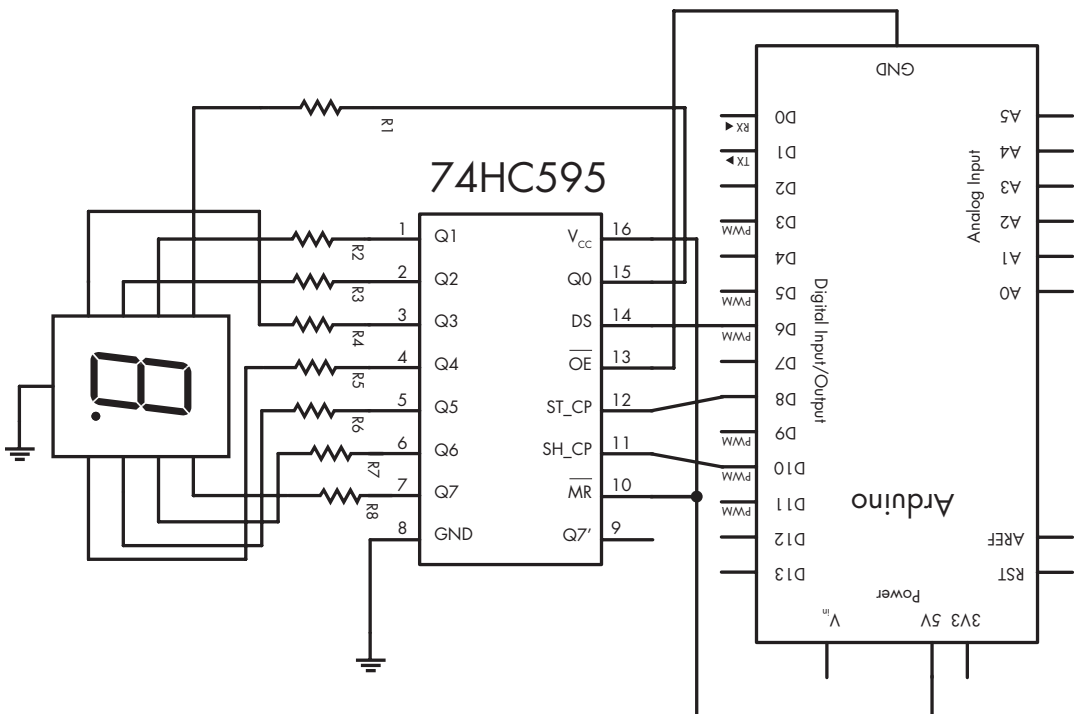 GND
R1
74HC595
R2
R3
R4
R5
R6
R7
R8
1 Q1
2 Q2
3 Q3
4 Q4
5 Q5
6 Q6
7 Q7
8 GND
VCC 16
Q0 15
DS 14
OE 13
ST_CP 12
SH_CP 11
MR 10
Q7' 9
RX ◀ D0
TX ◀ D1
D2
PWM D3
D4
PWM D5
PWM D6
D7
D8
PWM D9
PWM D10
PWM D11
D12
D13
Digital Input/Output
Arduino
Analog Input
A5
A4
A3
A2
A1
A0
AREF
RST
Power
Vin
5V
3V3